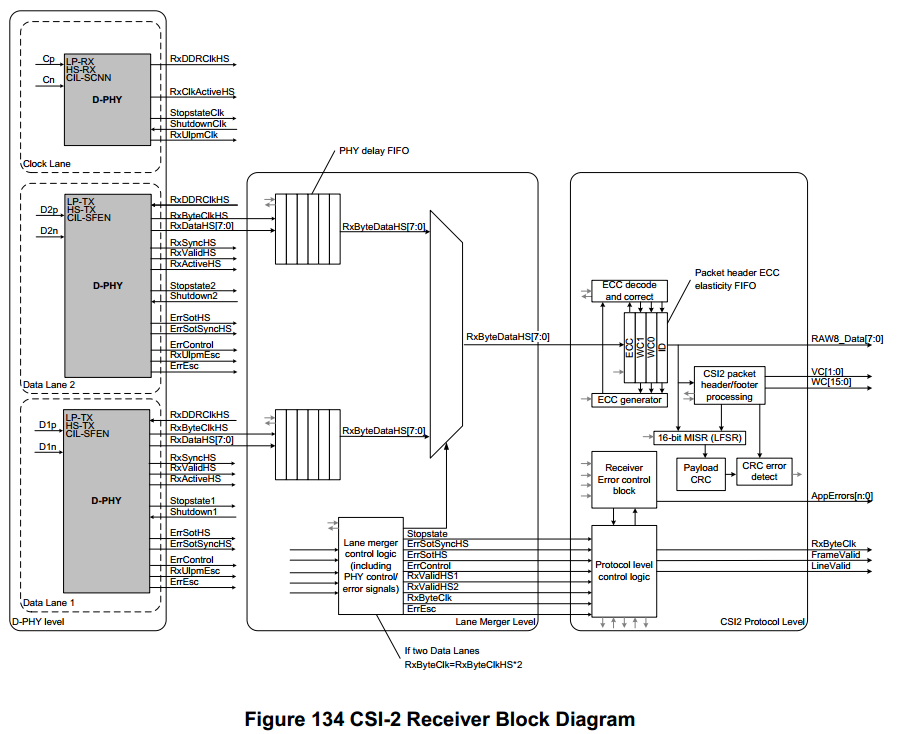 Cp
Cn
LP-RX
HS-RX
CIL-SCNN
D-PHY
RxDDRClkHS
RxClkActiveHS
StopstateClk
ShutdownClk
RxUlpmClk
Clock Lane
D2p
D2n
LP-TX
HS-TX
CIL-SFEN
D-PHY
RxDDRClkHS
RxByteClkHS
RxDataHS[7:0]
RxSyncHS
RxValidHS
RxActiveHS
Stopstate2
Shutdown2
ErrSotHS
ErrSotSyncHS
ErrControl
RxUlpmEsc
ErrEsc
Data Lane 2
D1p
D1n
LP-TX
HS-TX
CIL-SFEN
D-PHY
RxDDRClkHS
RxByteClkHS
RxDataHS[7:0]
RxSyncHS
RxValidHS
RxActiveHS
Stopstate1
Shutdown1
ErrSotHS
ErrSotSyncHS
ErrControl
RxUlpmEsc
ErrEsc
Data Lane 1
D-PHY level
PHY delay FIFO
RxByteDataHS[7:0]
RxByteDataHS[7:0]
RxByteDataHS[7:0]
Lane merger
control logic
(including
PHY control/
error signals)
Stopstate
ErrSotSyncHS
ErrSotHS
ErrControl
RxValidHS1
RxValidHS2
RxByteClk
ErrEsc
Lane Merger Level
If two Data Lanes
RxByteClk=RxByteClkHS*2
Packet header ECC
elasticity FIFO
ECC decode
and correct
ECC
WC1
WC0
ID
ECC generator
RAW8_Data[7:0]
CSI2 packet
header/footer
processing
VC[1:0]
WC[15:0]
16-bit MISR (LFSR)
Payload
CRC
CRC error
detect
Receiver
Error control
block
AppErrors[n:0]
Protocol level
control logic
RxByteClk
FrameValid
LineValid
CSI2 Protocol Level
Figure 134 CSI-2 Receiver Block Diagram